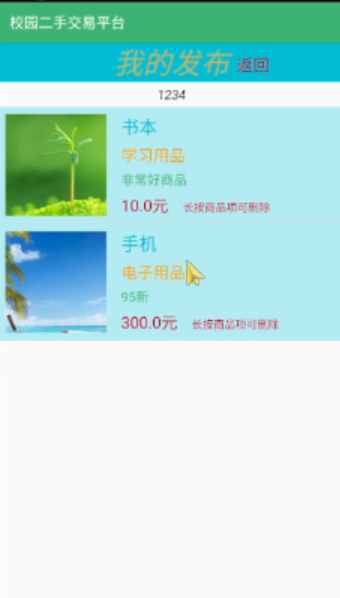 校园二手交易平台
我的发布 返回
1234
书本
学习用品
非常好商品
10.0元 长按商品项可删除
手机
电子用品
95新
300.0元 长按商品项可删除